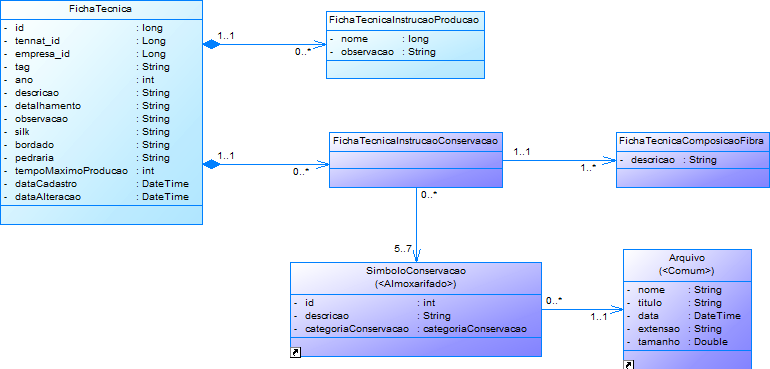 FichaTecnica
- id : long
- tennat_id : Long
- empresa_id : Long
- tag : String
- ano : int
- descricao : String
- detalhamento : String
- observacao : String
- silk : String
- bordado : String
- pedraria : String
- tempoMaximoProducao : int
- dataCadastro : DateTime
- dataAlteracao : DateTime
1..1
0..*
FichaTecnicaInstrucaoProducao
- nome : long
- observacao : String
1..1
0..*
FichaTecnicaInstrucaoConservacao
1..1
1..*
FichaTecnicaComposicaoFibra
- descricao : String
0..*
5..7
SimboloConservacao
(<Almoxarifado>)
- id : int
- descricao : String
- categoriaConservacao : categoriaConservacao
0..*
1..1
Arquivo
(<Comum>)
- nome : String
- titulo : String
- data : DateTime
- extensao : String
- tamanho : Double